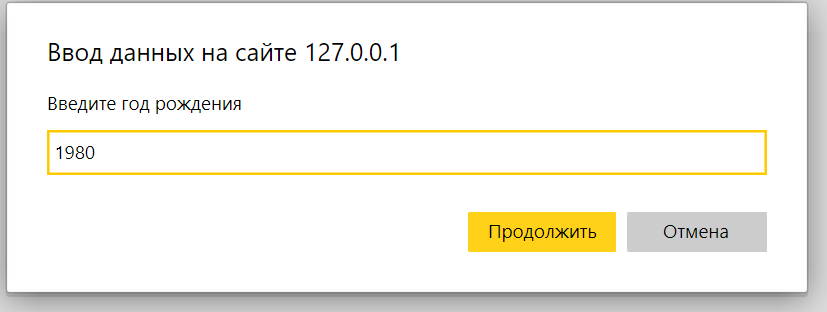 Ввод данных на сайте 127.0.0.1
Введите год рождения
1980
Продолжить Отмена